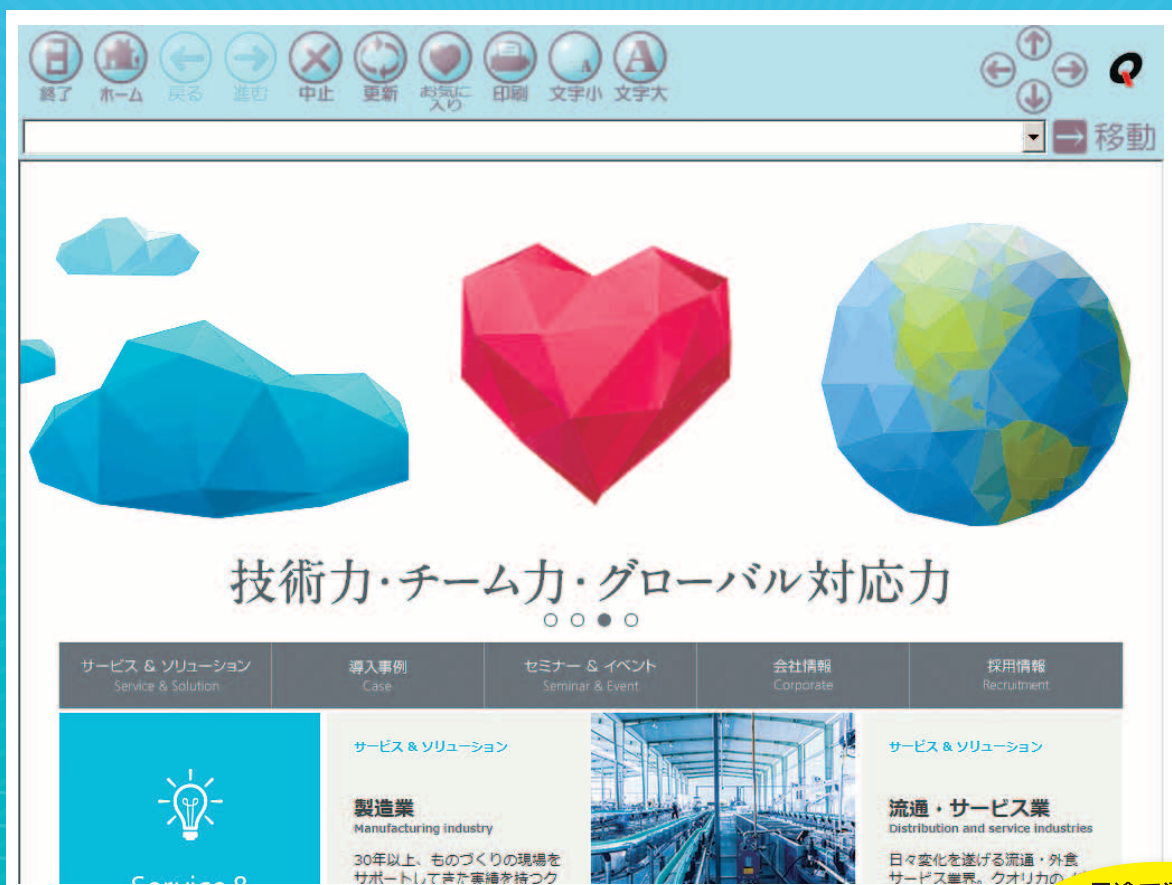 終了 ホーム 戻る 進む 中止 更新 お気に入り 印刷 文字小 文字大
移動
技術力・チーム力・グローバル対応力
サービス & ソリューション 導入事例 セミナー & イベント 会社情報 採用情報
Service & Solution Case Seminar & Event Corporate Recruitment
サービス & ソリューション
製造業
Manufacturing industry
30年以上、ものづくりの現場を
サポートしてきた実績を持つク
サービス & ソリューション
流通・サービス業
Distribution and service industries
日々変化を遂げる流通・外食
サービス業界。クオリカの
Service &